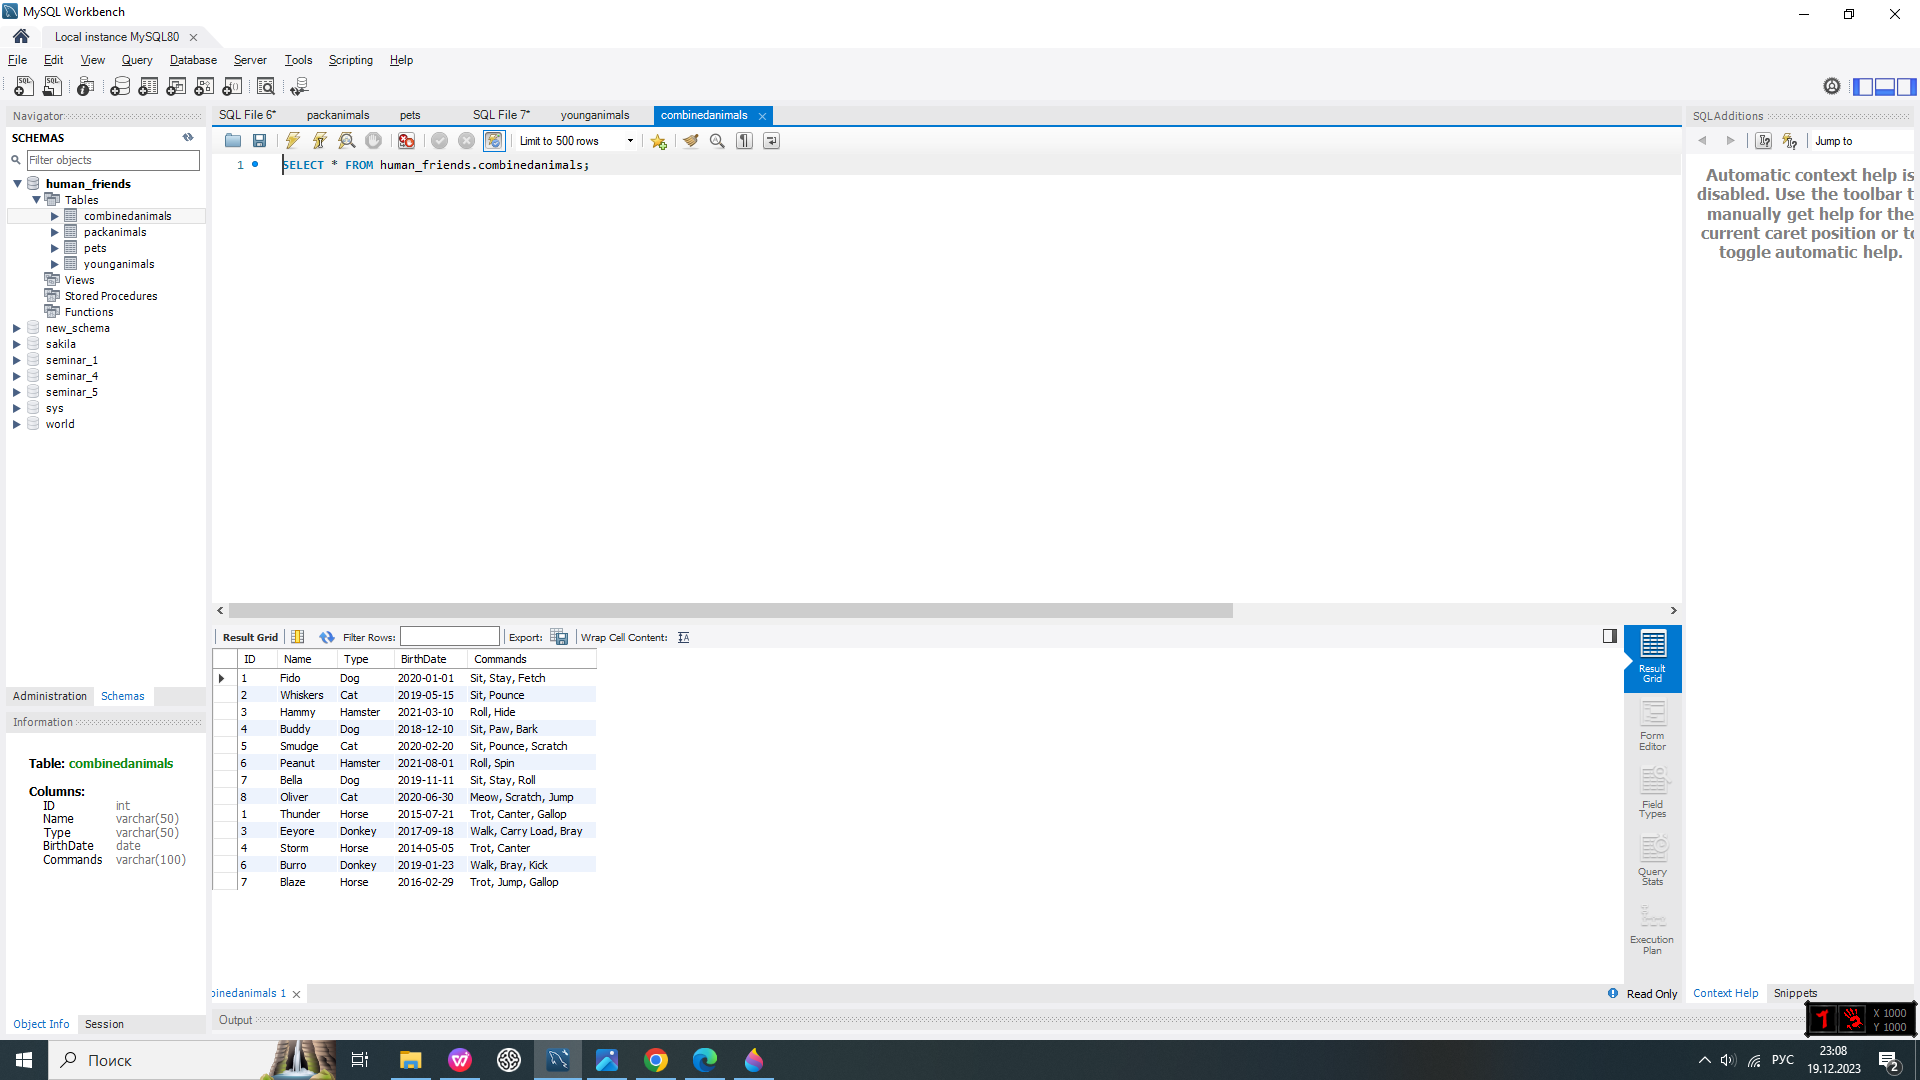 MySQL Workbench
Local instance MySQL80
File Edit View Query Database Server Tools Scripting Help
Navigator
SCHEMAS
Filter objects
human_friends
Tables
combinedanimals
packanimals
pets
younganimals
Views
Stored Procedures
Functions
new_schema
sakila
seminar_1
seminar_4
seminar_5
sys
world
Administration Schemas
Information
Table: combinedanimals
Columns:
ID int
Name varchar(50)
Type varchar(50)
BirthDate date
Commands varchar(100)
Object Info Session
SQL File 6* packanimals pets SQL File 7* younganimals combinedanimals
Limit to 500 rows
1 SELECT * FROM human_friends.combinedanimals;
Result Grid Filter Rows: Export: Wrap Cell Content:
ID Name Type BirthDate Commands
1 Fido Dog 2020-01-01 Sit, Stay, Fetch
2 Whiskers Cat 2019-05-15 Sit, Pounce
3 Hammy Hamster 2021-03-10 Roll, Hide
4 Buddy Dog 2018-12-10 Sit, Paw, Bark
5 Smudge Cat 2020-02-20 Sit, Pounce, Scratch
6 Peanut Hamster 2021-08-01 Roll, Spin
7 Bella Dog 2019-11-11 Sit, Stay, Roll
8 Oliver Cat 2020-06-30 Meow, Scratch, Jump
1 Thunder Horse 2015-07-21 Trot, Canter, Gallop
3 Eeyore Donkey 2017-09-18 Walk, Carry Load, Bray
4 Storm Horse 2014-05-05 Trot, Canter
6 Burro Donkey 2019-01-23 Walk, Bray, Kick
7 Blaze Horse 2016-02-29 Trot, Jump, Gallop
Result
Grid
Form
Editor
Field
Types
Query
Stats
Execution
Plan
binedanimals 1
Read Only
Output
SQLAdditions
Jump to
Automatic context help is
disabled. Use the toolbar t
manually get help for the
current caret position or to
toggle automatic help.
Context Help Snippets
X 1000
Y 1000
Поиск
РУС
23:08
19.12.2023
2